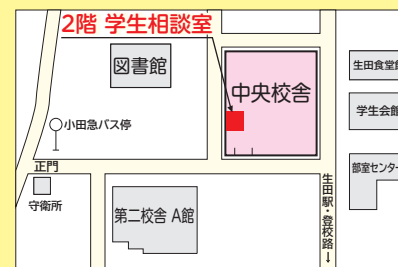 2階 学生相談室
図書館
中央校舎
生田食堂館
学生会館
小田急バス停
部室センター
正門
守衛所
第二校舎 A館
生田駅・登校路→